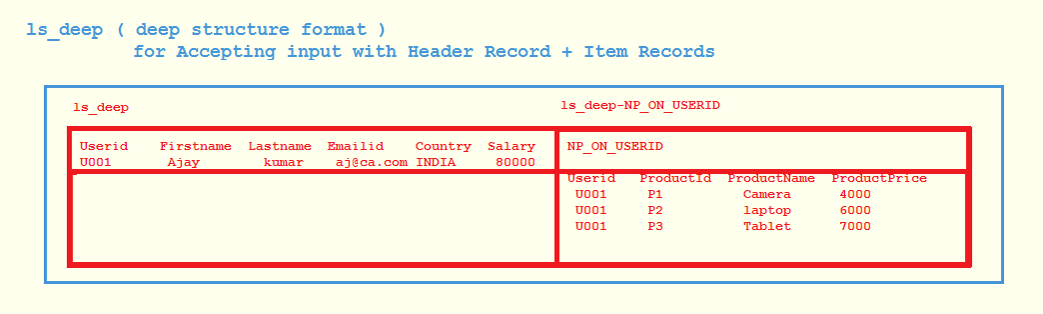 ls_deep ( deep structure format )
for Accepting input with Header Record + Item Records
ls_deep
ls_deep-NP_ON_USERID
Userid Firstname Lastname Emailid Country Salary
U001 Ajay kumar aj@ca.com INDIA 80000
NP_ON_USERID
Userid ProductId ProductName ProductPrice
U001 P1 Camera 4000
U001 P2 laptop 6000
U001 P3 Tablet 7000